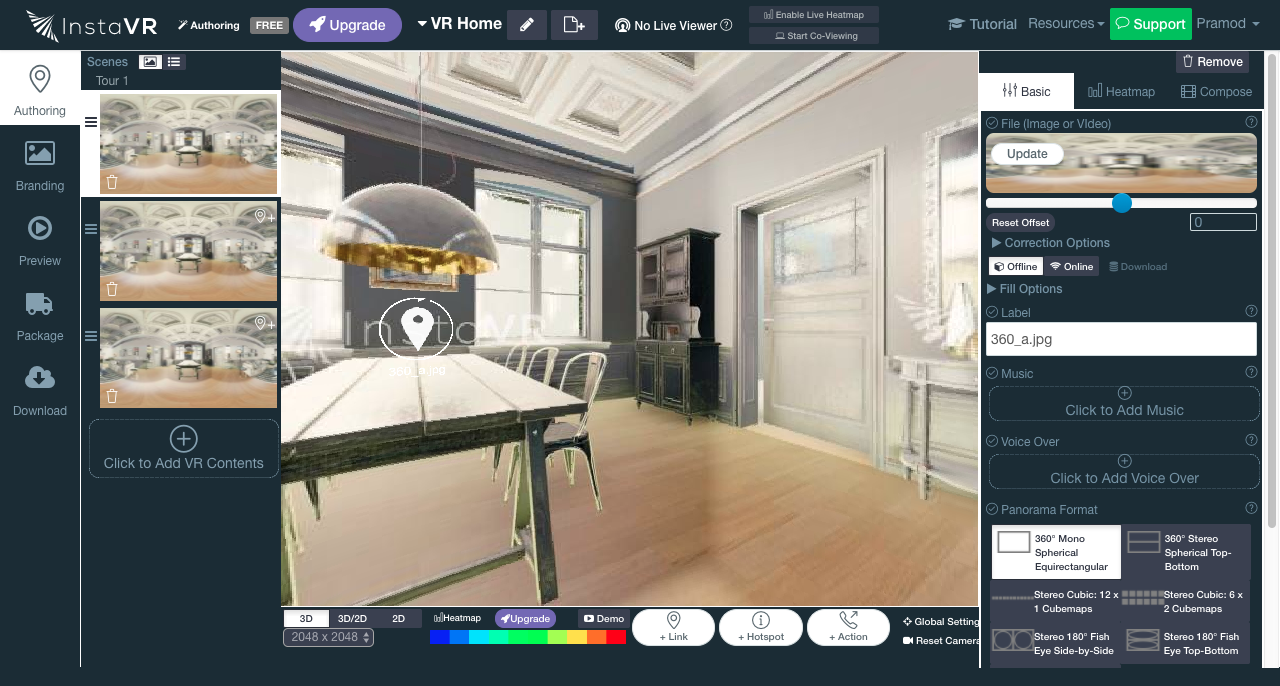 InstaVR
Authoring
FREE
Upgrade
VR Home
No Live Viewer
Enable Live Heatmap
Start Co-Viewing
Tutorial
Resources
Support
Pramod
Authoring
Branding
Preview
Package
Download
Scenes
Tour 1
Click to Add VR Contents
InstaVR
360_a.jpg
3D
3D/2D
2D
2048 x 2048
Heatmap
Upgrade
Demo
+ Link
+ Hotspot
+ Action
Global Setting
Reset Camera
Remove
Basic
Heatmap
Compose
File (Image or VIdeo)
Update
Reset Offset
0
Correction Options
Offline
Online
Download
Fill Options
Label
360_a.jpg
Music
Click to Add Music
Voice Over
Click to Add Voice Over
Panorama Format
360° Mono
Spherical
Equirectangular
360° Stereo
Spherical Top-
Bottom
Stereo Cubic: 12 x
1 Cubemaps
Stereo Cubic: 6 x
2 Cubemaps
Stereo 180° Fish
Eye Side-by-Side
Stereo 180° Fish
Eye Top-Bottom